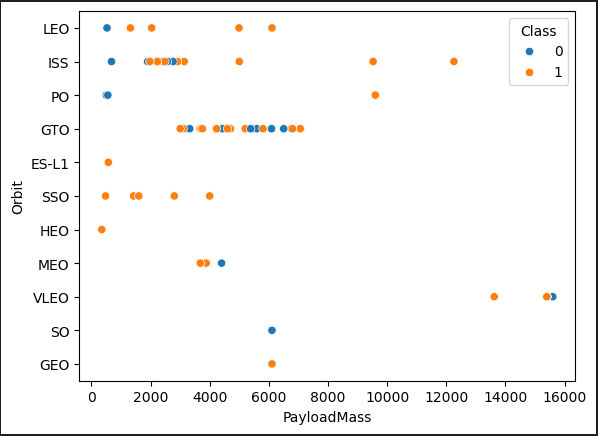 LEO
ISS
PO
GTO
ES-L1
SSO
HEO
MEO
VLEO
SO
GEO
Orbit
Class
0
1
0 2000 4000 6000 8000 10000 12000 14000 16000
PayloadMass